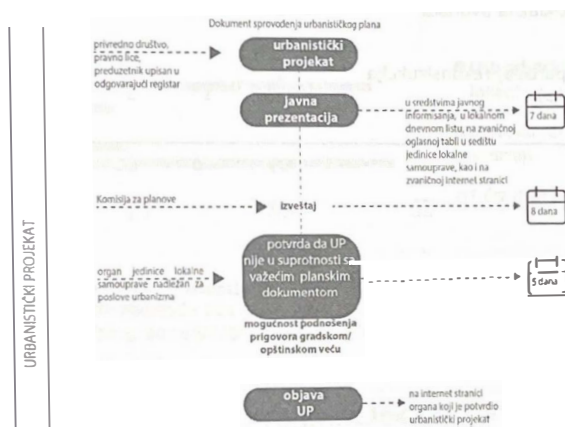 Dokument sprovođenja urbanističkog plana
privredno društvo,
pravno lice,
preduzetnik upisan u
odgovarajući registar
urbanistički
projekat
javna
prezentacija
u sredstvima javnog
informisanja, u lokalnom
dnevnom listu, na zvaničnoj
oglasnoj tabli u sedištu
jedinice lokalne
samouprave, kao i na
zvaničnoj internet stranici
7 dana
Komisija za planove
izveštaj
8 dana
organ jedinice lokalne
samouprave nadležan za
poslove urbanizma
potvrda da UP
nije u suprotnosti sa
važećim planskim
dokumentom
5 dana
mogućnost podnošenja
prigovora gradskom/
opštinskom veću
objava
UP
na internet stranici
organa koji je potvrdio
urbanistički projekat
URBANISTIČKI PROJEKAT